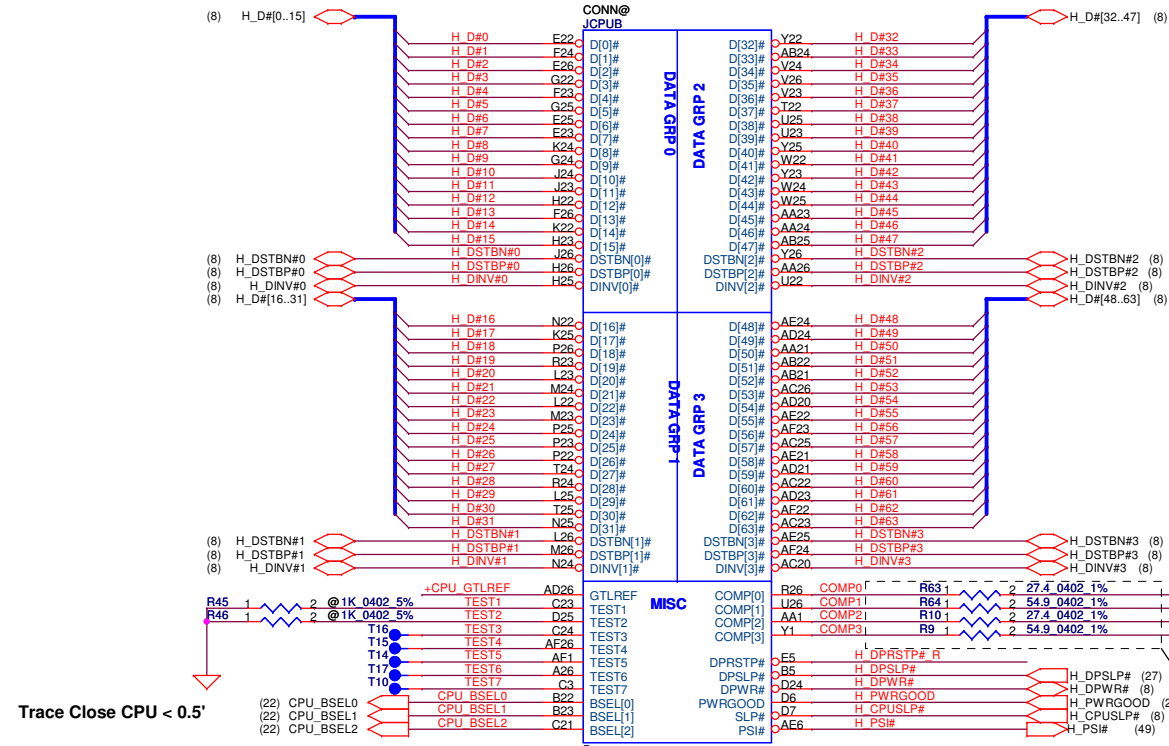 CONN@
JCPUB
(8) H_D#[0..15] H_D#[32..47] (8)
H_D#0 E22 D[0]# D[32]# Y22 H_D#32
H_D#1 F24 D[1]# D[33]# AB24 H_D#33
H_D#2 E26 D[2]# D[34]# V24 H_D#34
H_D#3 G22 D[3]# D[35]# V26 H_D#35
H_D#4 F23 D[4]# D[36]# V23 H_D#36
H_D#5 G25 D[5]# D[37]# T22 H_D#37
H_D#6 E25 D[6]# D[38]# U25 H_D#38
H_D#7 E23 D[7]# D[39]# U23 H_D#39
H_D#8 K24 D[8]# D[40]# Y25 H_D#40
H_D#9 G24 D[9]# D[41]# W22 H_D#41
H_D#10 J24 D[10]# D[42]# Y23 H_D#42
H_D#11 J23 D[11]# D[43]# W24 H_D#43
H_D#12 H22 D[12]# D[44]# W25 H_D#44
H_D#13 F26 D[13]# D[45]# AA23 H_D#45
H_D#14 K22 D[14]# D[46]# AA24 H_D#46
H_D#15 H23 D[15]# D[47]# AB25 H_D#47
(8) H_DSTBN#0 H_DSTBN#0 J26 DSTBN[0]# DSTBN[2]# Y26 H_DSTBN#2 H_DSTBN#2 (8)
(8) H_DSTBP#0 H_DSTBP#0 H26 DSTBP[0]# DSTBP[2]# AA26 H_DSTBP#2 H_DSTBP#2 (8)
(8) H_DINV#0 H_DINV#0 H25 DINV[0]# DINV[2]# U22 H_DINV#2 H_DINV#2 (8)
DATA GRP 0
DATA GRP 2
(8) H_D#[16..31] H_D#[48..63] (8)
H_D#16 N22 D[16]# D[48]# AE24 H_D#48
H_D#17 K25 D[17]# D[49]# AD24 H_D#49
H_D#18 P26 D[18]# D[50]# AA21 H_D#50
H_D#19 R23 D[19]# D[51]# AB22 H_D#51
H_D#20 L23 D[20]# D[52]# AB21 H_D#52
H_D#21 M24 D[21]# D[53]# AC26 H_D#53
H_D#22 L22 D[22]# D[54]# AD20 H_D#54
H_D#23 M23 D[23]# D[55]# AE22 H_D#55
H_D#24 P25 D[24]# D[56]# AF23 H_D#56
H_D#25 P23 D[25]# D[57]# AC25 H_D#57
H_D#26 P22 D[26]# D[58]# AE21 H_D#58
H_D#27 T24 D[27]# D[59]# AD21 H_D#59
H_D#28 R24 D[28]# D[60]# AC22 H_D#60
H_D#29 L25 D[29]# D[61]# AD23 H_D#61
H_D#30 T25 D[30]# D[62]# AF22 H_D#62
H_D#31 N25 D[31]# D[63]# AC23 H_D#63
(8) H_DSTBN#1 H_DSTBN#1 L26 DSTBN[1]# DSTBN[3]# AE25 H_DSTBN#3 H_DSTBN#3 (8)
(8) H_DSTBP#1 H_DSTBP#1 M26 DSTBP[1]# DSTBP[3]# AF24 H_DSTBP#3 H_DSTBP#3 (8)
(8) H_DINV#1 H_DINV#1 N24 DINV[1]# DINV[3]# AC20 H_DINV#3 H_DINV#3 (8)
DATA GRP 1
DATA GRP 3
MISC
+CPU_GTLREF AD26 GTLREF COMP[0] R26 COMP0 R63 1 2 27.4_0402_1%
R45 1 2 @1K_0402_5% TEST1 C23 TEST1 COMP[1] U26 COMP1 R64 1 2 54.9_0402_1%
R46 1 2 @1K_0402_5% TEST2 D25 TEST2 COMP[2] AA1 COMP2 R10 1 2 27.4_0402_1%
T16 TEST3 C24 TEST3 COMP[3] Y1 COMP3 R9 1 2 54.9_0402_1%
T15 TEST4 AF26 TEST4
T14 TEST5 AF1 TEST5 DPRSTP# E5 H_DPRSTP#_R
T17 TEST6 A26 TEST6 DPSLP# B5 H_DPSLP# H_DPSLP# (27)
T10 TEST7 C3 TEST7 DPWR# D24 H_DPWR# H_DPWR# (8)
(22) CPU_BSEL0 CPU_BSEL0 B22 BSEL[0] PWRGOOD D6 H_PWRGOOD H_PWRGOOD (2
(22) CPU_BSEL1 CPU_BSEL1 B23 BSEL[1] SLP# D7 H_CPUSLP# H_CPUSLP# (8)
(22) CPU_BSEL2 CPU_BSEL2 C21 BSEL[2] PSI# AE6 H_PSI# H_PSI# (49)
Trace Close CPU < 0.5'